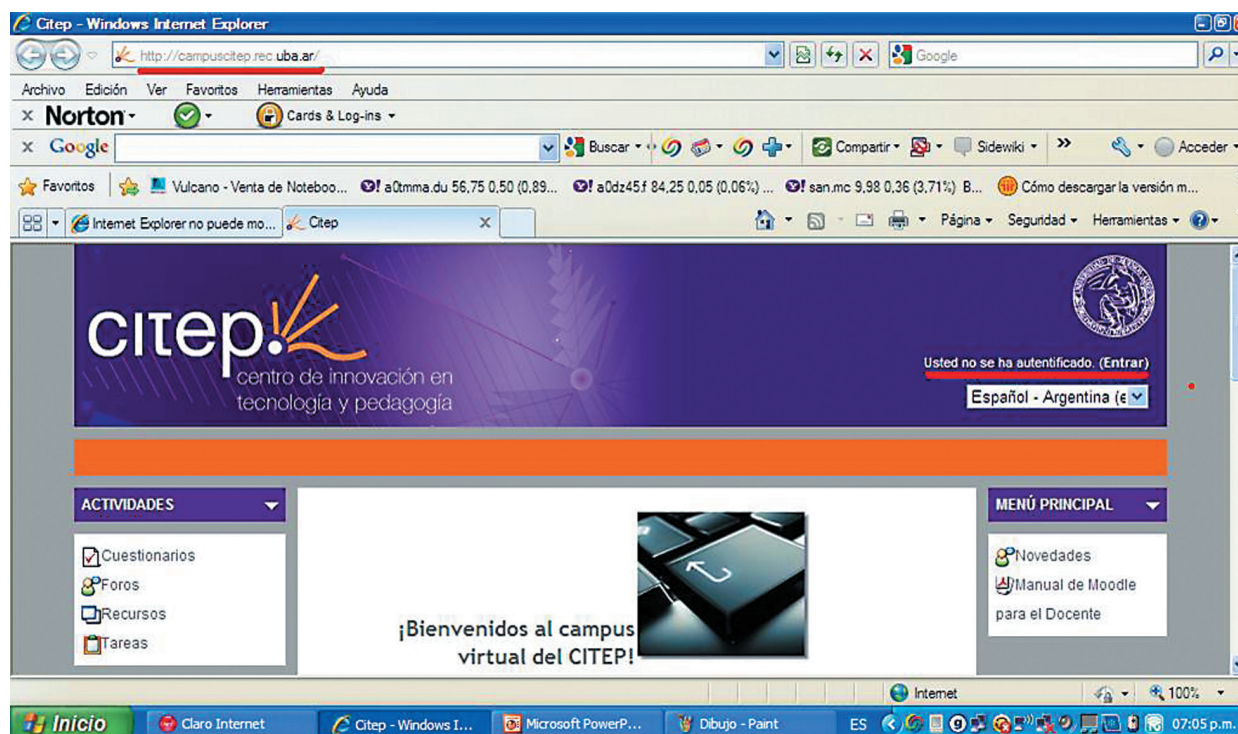 Citep - Windows Internet Explorer
http://campuscitep.rec.uba.ar/
Google
Archivo Edición Ver Favoritos Herramientas Ayuda
x Norton Cards & Log-ins
x Google Buscar Compartir Sidewiki » Acceder
Favoritos Vulcano - Venta de Noteboo... a0tmma.du 56,75 0,50 (0,89... a0dz45.f 84,25 0,05 (0,06%) ... san.mc 9,98 0,36 (3,71%) B... Cómo descargar la versión m...
Internet Explorer no puede mo... Citep x Página Seguridad Herramientas
citep.
centro de innovación en
tecnología y pedagogía
Usted no se ha autentificado. (Entrar)
Español - Argentina (e
ACTIVIDADES
Cuestionarios
Foros
Recursos
Tareas
¡Bienvenidos al campus
virtual del CITEP!
MENÚ PRINCIPAL
Novedades
Manual de Moodle
para el Docente
Internet 100%
Inicio Claro Internet Citep - Windows I... Microsoft PowerP... Dibujo - Paint ES 07:05 p.m.